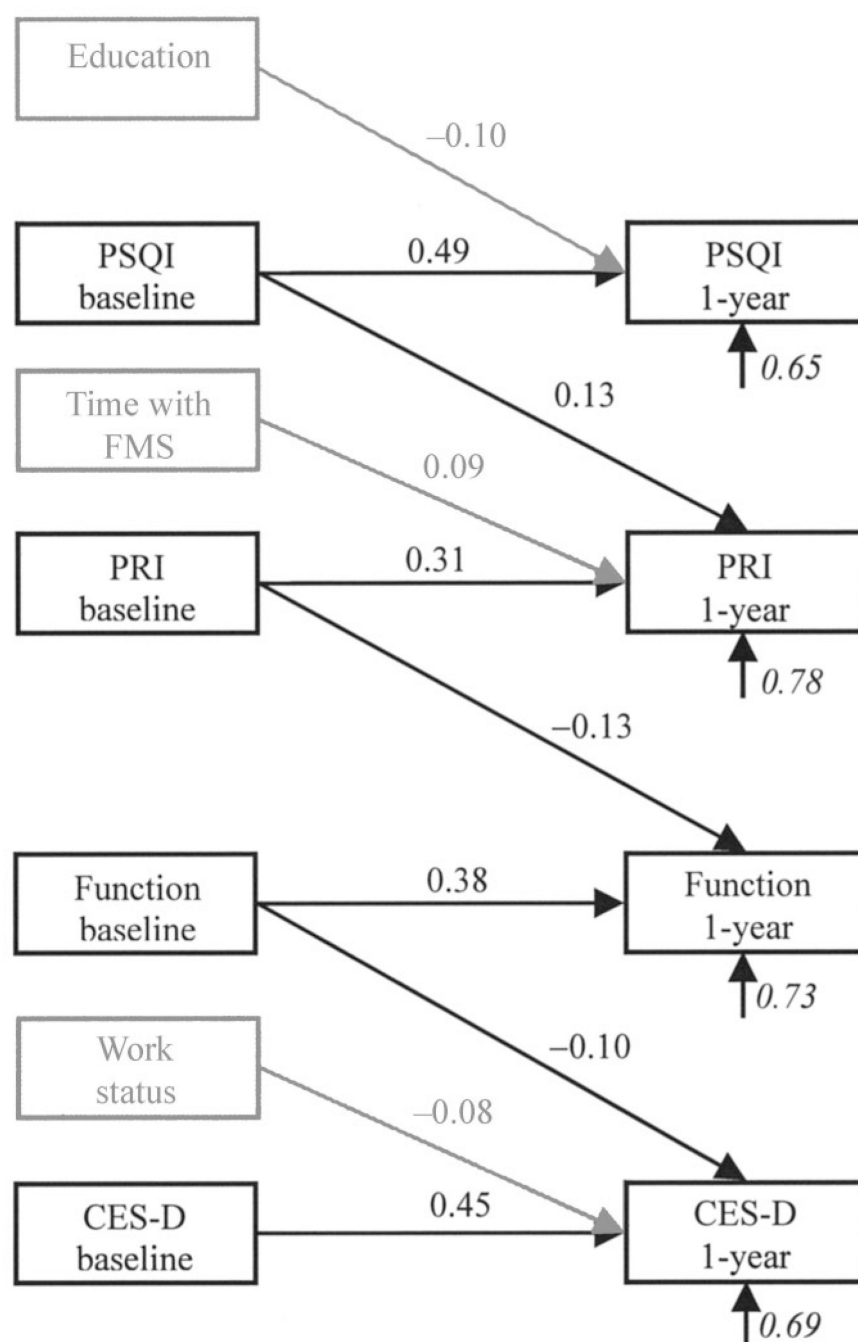 Education
–0.10
PSQI
baseline
0.49
PSQI
1-year
0.65
0.13
Time with
FMS
0.09
PRI
baseline
0.31
PRI
1-year
0.78
–0.13
Function
baseline
0.38
Function
1-year
0.73
–0.10
Work
status
–0.08
CES-D
baseline
0.45
CES-D
1-year
0.69